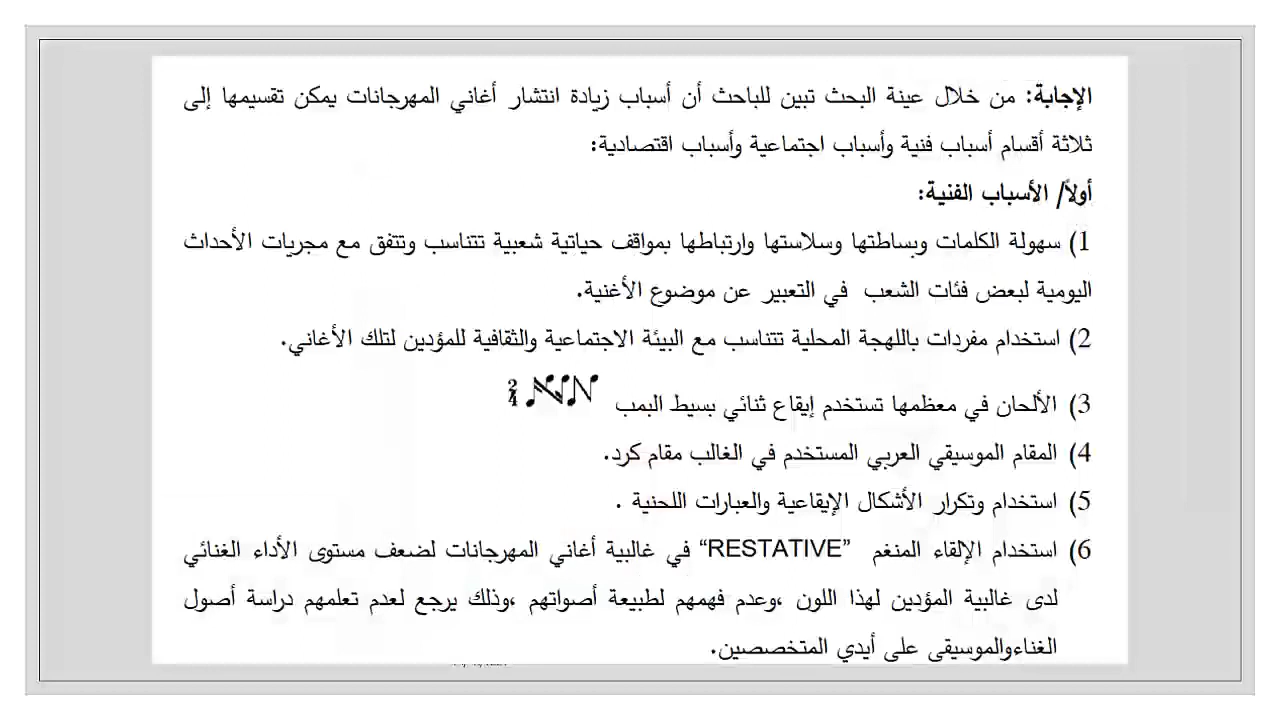 الإجابة: من خلال عينة البحث تبين للباحث أن أسباب زيادة انتشار أغاني المهرجانات يمكن تقسيمها إلى
ثلاثة أقسام أسباب فنية وأسباب اجتماعية وأسباب اقتصادية:
أولاً/ الأسباب الفنية:
1) سهولة الكلمات وبساطتها وسلاستها وارتباطها بمواقف حياتية شعبية تتناسب وتتفق مع مجريات الأحداث
اليومية لبعض فئات الشعب في التعبير عن موضوع الأغنية.
2) استخدام مفردات باللهجة المحلية تتناسب مع البيئة الاجتماعية والثقافية للمؤدين لتلك الأغاني.
3) الألحان في معظمها تستخدم إيقاع ثنائي بسيط البمب 2 4
4) المقام الموسيقي العربي المستخدم في الغالب مقام كرد.
5) استخدام وتكرار الأشكال الإيقاعية والعبارات اللحنية .
6) استخدام الإلقاء المنغم "RESTATIVE" في غالبية أغاني المهرجانات لضعف مستوى الأداء الغنائي
لدى غالبية المؤدين لهذا اللون ،وعدم فهمهم لطبيعة أصواتهم ،وذلك يرجع لعدم تعلمهم دراسة أصول
الغناءوالموسيقى على أيدي المتخصصين.